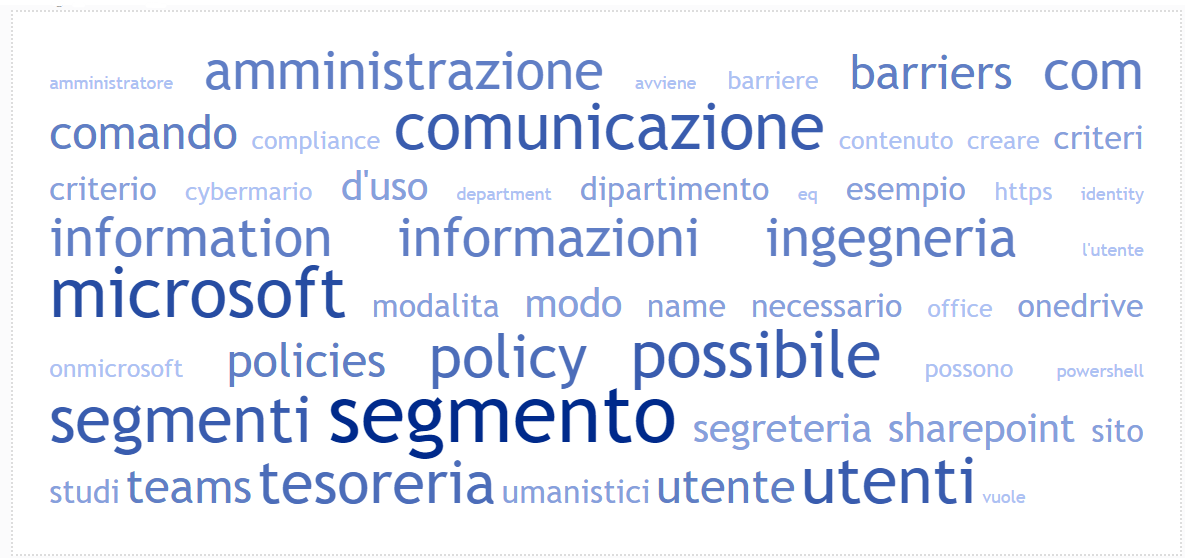 amministratore amministrazione avviene barriere barriers com
comando compliance comunicazione contenuto creare criteri
criterio cybermario d'uso department dipartimento eq esempio https identity
information informazioni ingegneria l'utente
microsoft modalita modo name necessario office onedrive
onmicrosoft policies policy possibile possono powershell
segmenti segmento segreteria sharepoint sito
studi teams tesoreria umanistici utente utenti vuole